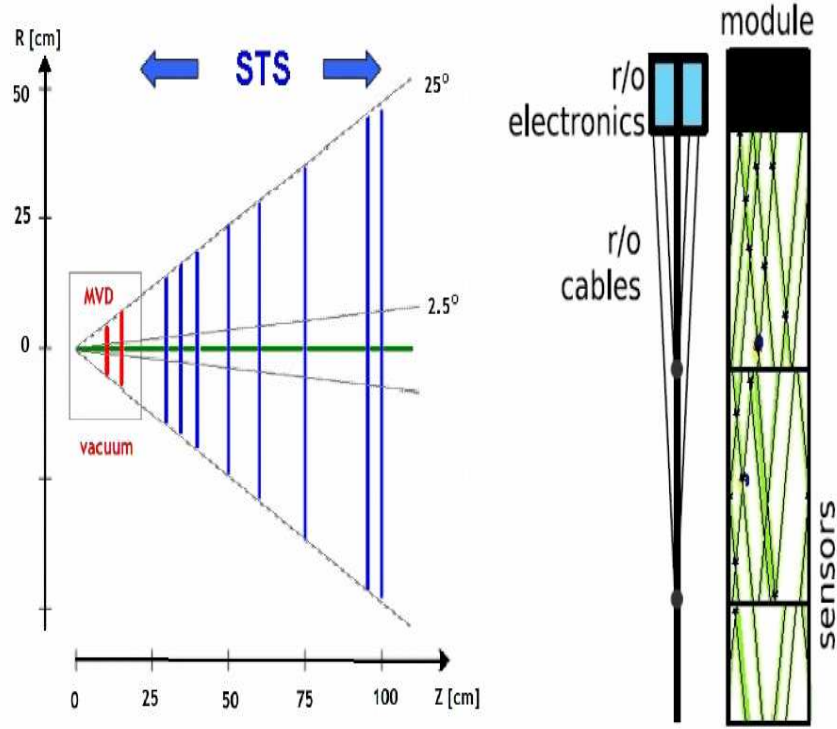 R [cm]
50
25
0
STS
25°
2.5°
MVD
vacuum
0
25
50
75
100
Z [cm]
module
r/o
electronics
r/o
cables
sensors